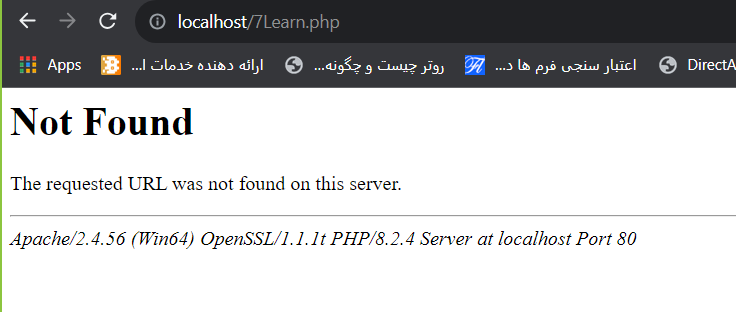 localhost/7Learn.php
Apps
ارائه دهنده خدمات ا...
روتر چیست و چگونه...
اعتبار سنجی فرم ها د...
DirectA
Not Found
The requested URL was not found on this server.
Apache/2.4.56 (Win64) OpenSSL/1.1.1t PHP/8.2.4 Server at localhost Port 80